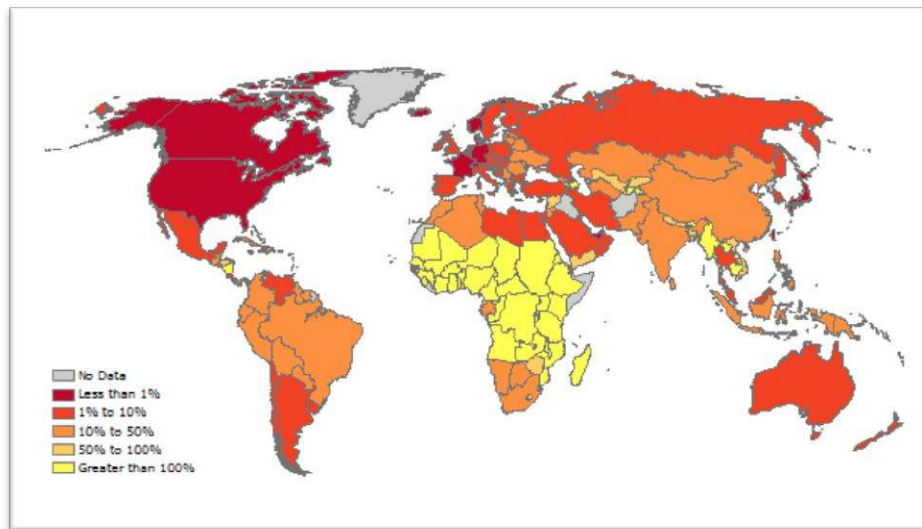 No Data
Less than 1%
1% to 10%
10% to 50%
50% to 100%
Greater than 100%